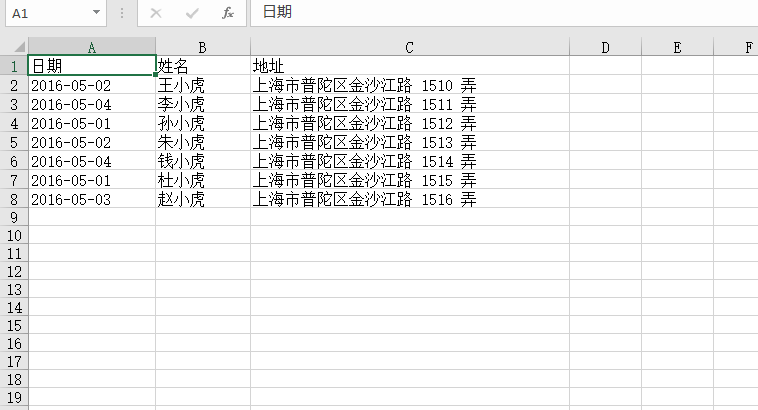 A1 fx 日期
A B C D E F
1 日期 姓名 地址
2 2016-05-02 王小虎 上海市普陀区金沙江路 1510 弄
3 2016-05-04 李小虎 上海市普陀区金沙江路 1511 弄
4 2016-05-01 孙小虎 上海市普陀区金沙江路 1512 弄
5 2016-05-02 朱小虎 上海市普陀区金沙江路 1513 弄
6 2016-05-04 钱小虎 上海市普陀区金沙江路 1514 弄
7 2016-05-01 杜小虎 上海市普陀区金沙江路 1515 弄
8 2016-05-03 赵小虎 上海市普陀区金沙江路 1516 弄
9
10
11
12
13
14
15
16
17
18
19